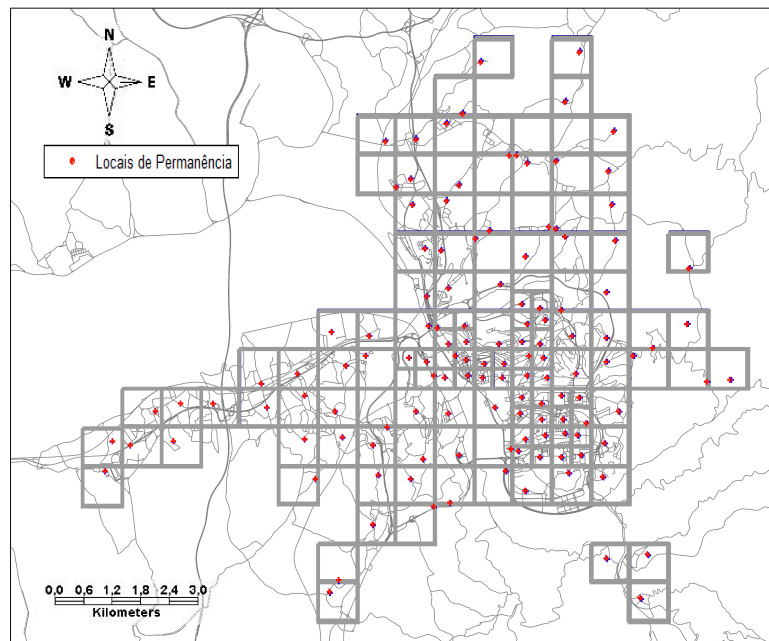 N
W E
S
Locais de Permanência
0,0 0,6 1,2 1,8 2,4 3,0
Kilometers